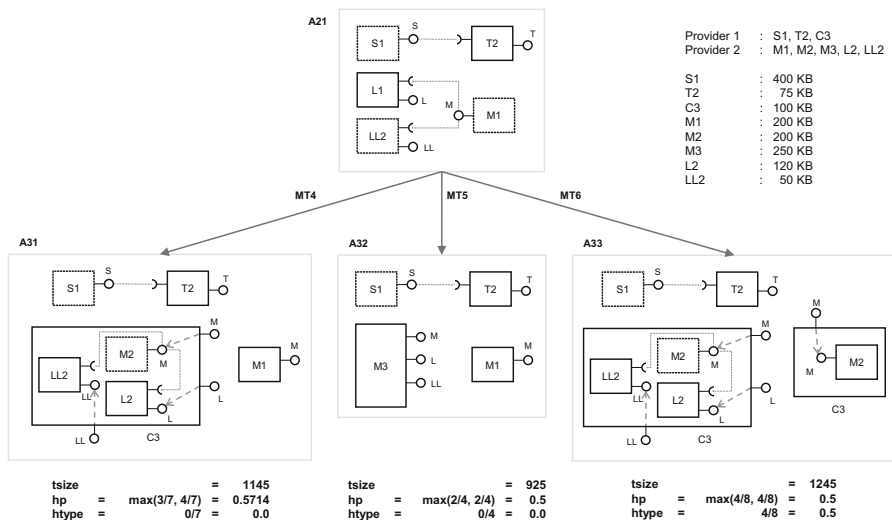 A21
S1
S
T2
T
L1
L
M
M1
LL2
LL
Provider 1 : S1, T2, C3
Provider 2 : M1, M2, M3, L2, LL2
S1 : 400 KB
T2 : 75 KB
C3 : 100 KB
M1 : 200 KB
M2 : 200 KB
M3 : 250 KB
L2 : 120 KB
LL2 : 50 KB
MT4
MT5
MT6
A31
S1
S
T2
T
M2
M
M
LL2
LL
L2
L
L
LL
C3
M1
M
A32
S1
S
T2
T
M3
M
L
LL
M1
M
A33
S1
S
T2
T
M2
M
M
LL2
LL
L2
L
L
LL
C3
M
M
M2
C3
tsize = 1145
hp = max(3/7, 4/7) = 0.5714
htype = 0/7 = 0.0
tsize = 925
hp = max(2/4, 2/4) = 0.5
htype = 0/4 = 0.0
tsize = 1245
hp = max(4/8, 4/8) = 0.5
htype = 4/8 = 0.5